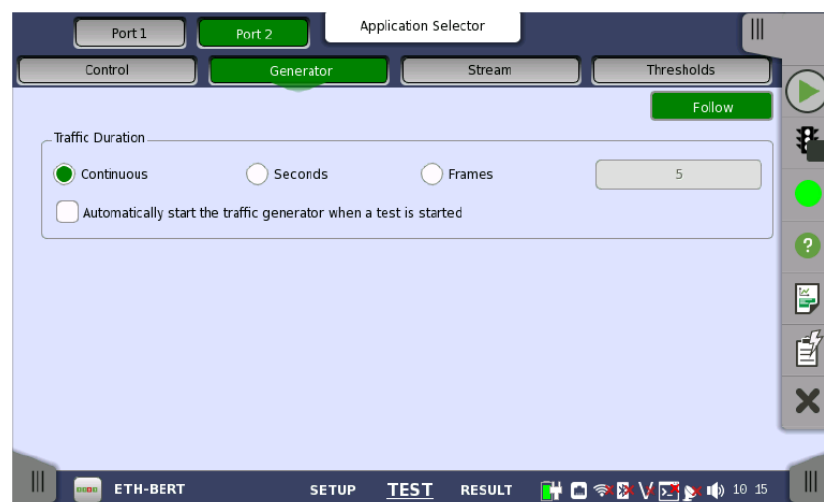 Port 1
Port 2
Application Selector
Control
Generator
Stream
Thresholds
Follow
Traffic Duration
Continuous
Seconds
Frames
5
Automatically start the traffic generator when a test is started
ETH-BERT
SETUP
TEST
RESULT
10 15